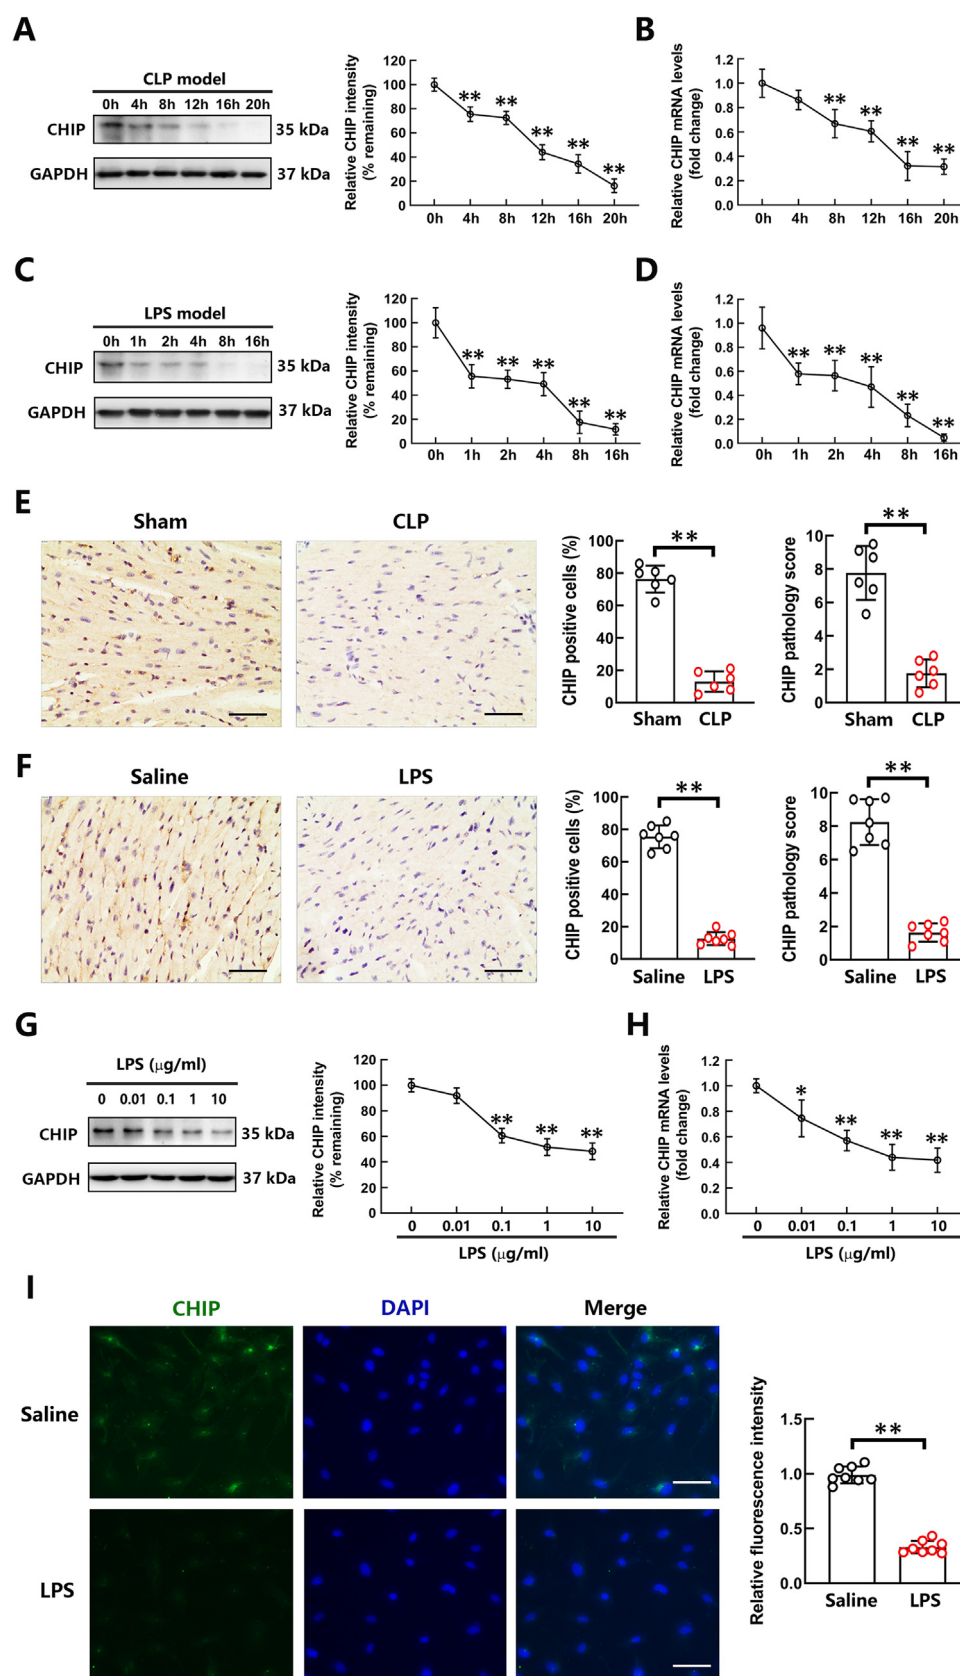 A
CLP model
0h 4h 8h 12h 16h 20h
CHIP
35 kDa
GAPDH
37 kDa
Relative CHIP intensity
(% remaining)
120
100
80
60
40
20
0
** ** ** ** **
0h 4h 8h 12h 16h 20h
B
Relative CHIP mRNA levels
(fold change)
1.2
1.0
0.8
0.6
0.4
0.2
0.0
** ** ** **
0h 4h 8h 12h 16h 20h
C
LPS model
0h 1h 2h 4h 8h 16h
CHIP
35 kDa
GAPDH
37 kDa
Relative CHIP intensity
(% remaining)
120
100
80
60
40
20
0
** ** ** ** **
0h 1h 2h 4h 8h 16h
D
Relative CHIP mRNA levels
(fold change)
1.2
1.0
0.8
0.6
0.4
0.2
0.0
** ** ** ** **
0h 1h 2h 4h 8h 16h
E
Sham
CLP
CHIP positive cells (%)
100
80
60
40
20
0
**
Sham CLP
CHIP pathology score
10
8
6
4
2
0
**
Sham CLP
F
Saline
LPS
CHIP positive cells (%)
100
80
60
40
20
0
**
Saline LPS
CHIP pathology score
10
8
6
4
2
0
**
Saline LPS
G
LPS (μg/ml)
0 0.01 0.1 1 10
CHIP
35 kDa
GAPDH
37 kDa
Relative CHIP intensity
(% remaining)
120
100
80
60
40
20
0
** ** **
0 0.01 0.1 1 10
LPS (μg/ml)
H
Relative CHIP mRNA levels
(fold change)
1.2
1.0
0.8
0.6
0.4
0.2
0.0
* ** ** **
0 0.01 0.1 1 10
LPS (μg/ml)
I
CHIP
DAPI
Merge
Saline
LPS
Relative fluorescence intensity
1.5
1.0
0.5
0.0
**
Saline LPS